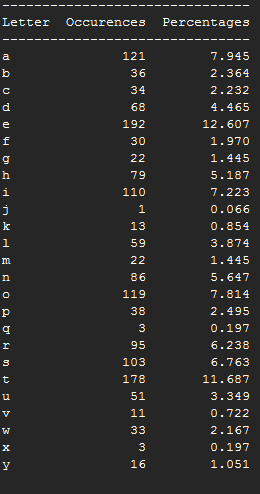 --------------------------------
Letter  Occurences  Percentages
--------------------------------
a              121        7.945
b               36        2.364
c               34        2.232
d               68        4.465
e              192       12.607
f               30        1.970
g               22        1.445
h               79        5.187
i              110        7.223
j                1        0.066
k               13        0.854
l               59        3.874
m               22        1.445
n               86        5.647
o              119        7.814
p               38        2.495
q                3        0.197
r               95        6.238
s              103        6.763
t              178       11.687
u               51        3.349
v               11        0.722
w               33        2.167
x                3        0.197
y               16        1.051